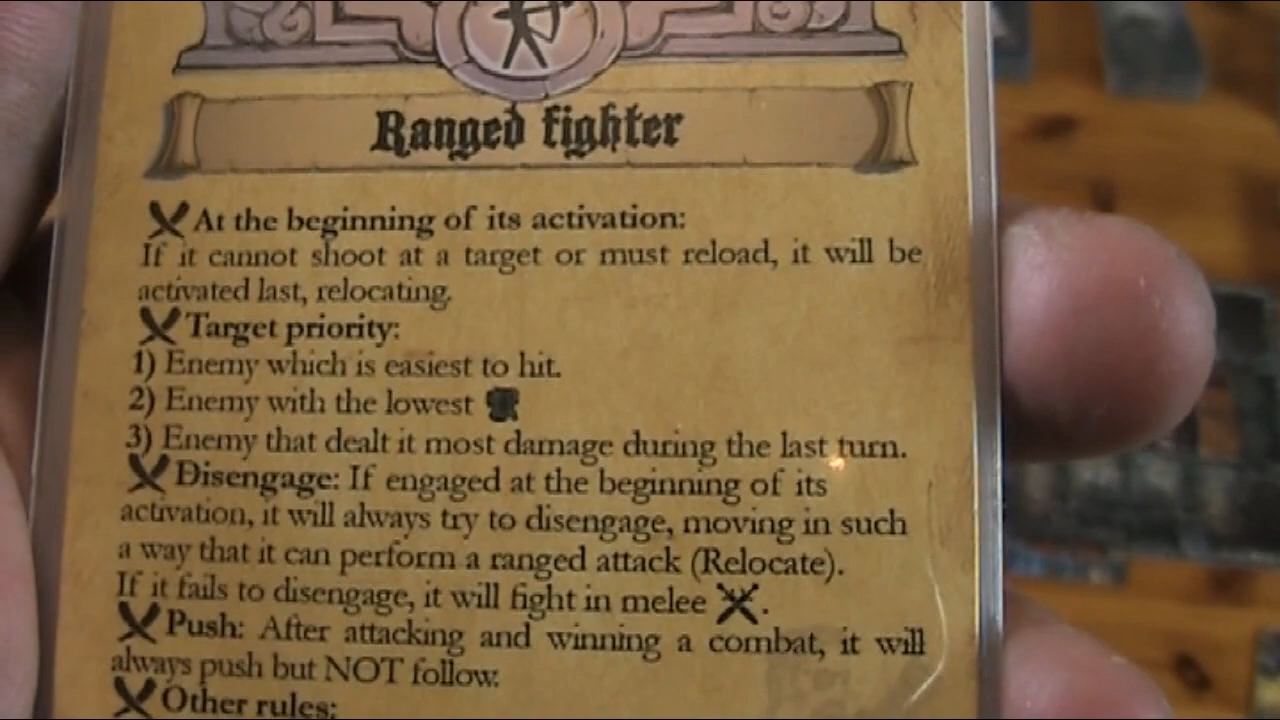 Ranged fighter
At the beginning of its activation:
If it cannot shoot at a target or must reload, it will be
activated last, relocating.
Target priority:
1) Enemy which is easiest to hit.
2) Enemy with the lowest
3) Enemy that dealt it most damage during the last turn.
Disengage: If engaged at the beginning of its
activation, it will always try to disengage, moving in such
a way that it can perform a ranged attack (Relocate).
If it fails to disengage, it will fight in melee .
Push: After attacking and winning a combat, it will
always push but NOT follow.
Other rules: